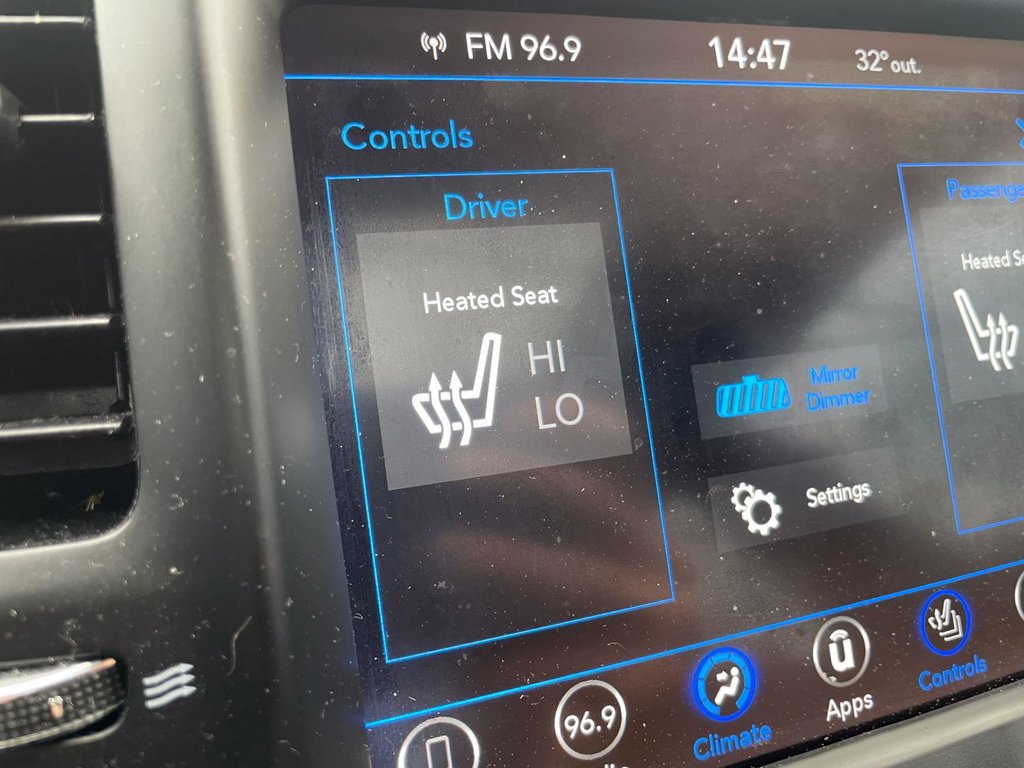 FM 96.9 14:47 32° out.
Controls
Driver
Heated Seat
HI
LO
Mirror
Dimmer
Settings
Heated
96.9
Climate
Apps
Controls